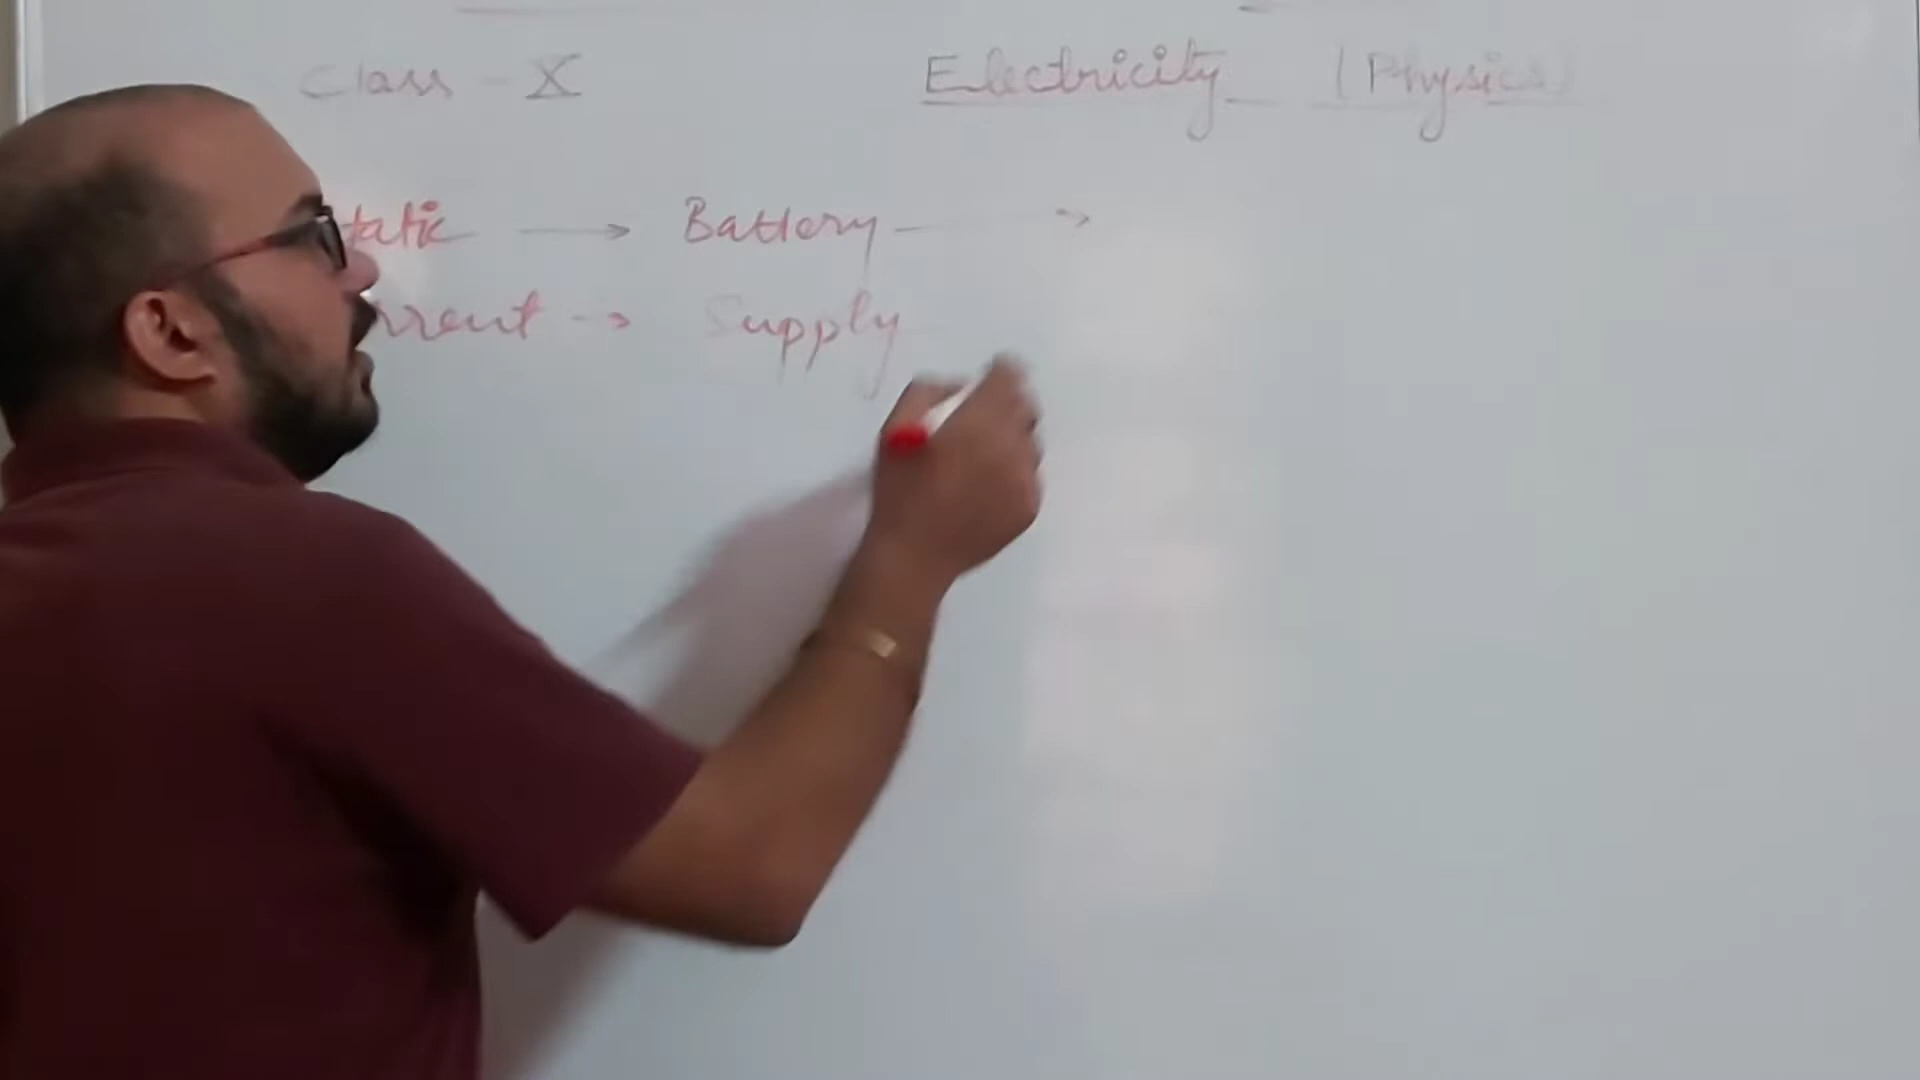 Class - X Electricity (Physics)
tatic → Battery →
rrent → Supply